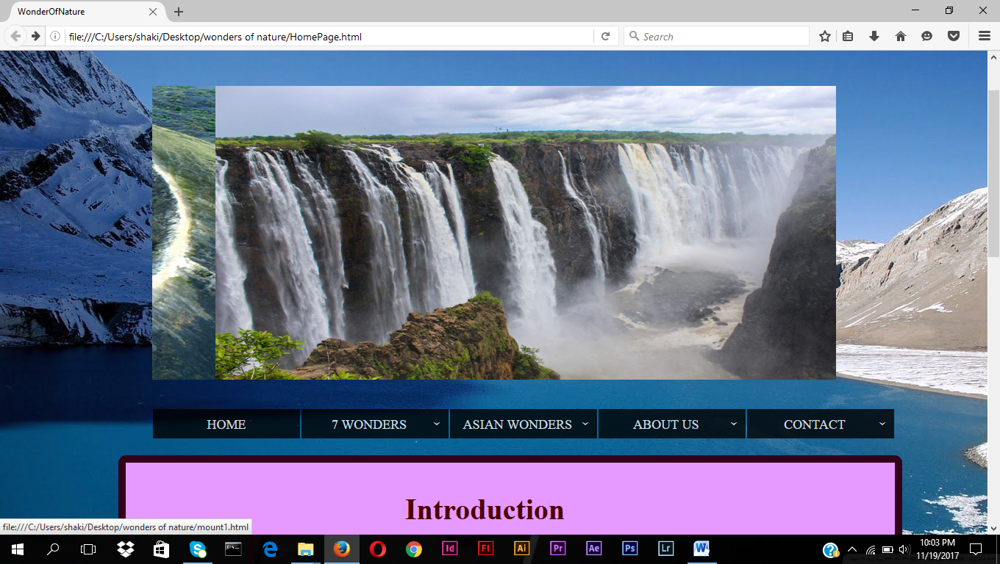 WonderOfNature
file:///C:/Users/shaki/Desktop/wonders of nature/HomePage.html
Search
HOME
7 WONDERS
ASIAN WONDERS
ABOUT US
CONTACT
Introduction
file:///C:/Users/shaki/Desktop/wonders of nature/mount1.html
Id
Fl
Ai
Pr
Ae
Ps
Lr
10:03 PM
11/19/2017